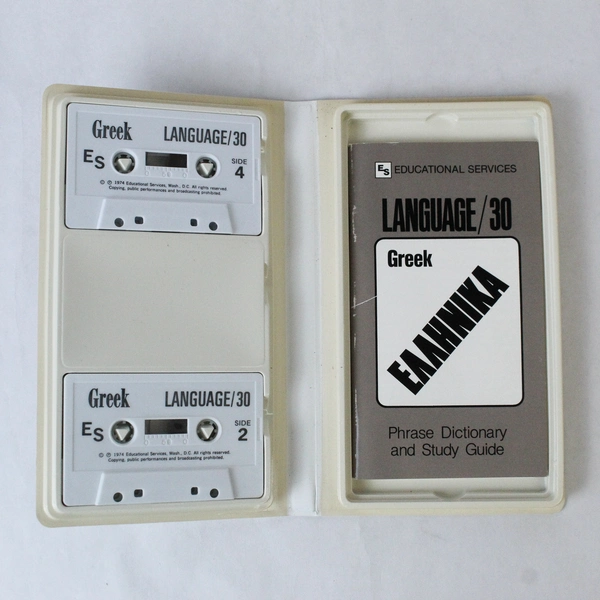 Greek LANGUAGE/30
ES
SIDE
4
© ℗ 1974 Educational Services, Wash., D.C. All rights reserved.
Copying, public performances and broadcasting prohibited.
Greek LANGUAGE/30
ES
SIDE
2
© ℗ 1974 Educational Services, Wash., D.C. All rights reserved.
Copying, public performances and broadcasting prohibited.
ES EDUCATIONAL SERVICES
LANGUAGE/30
Greek
ΕΛΛΗΝΙΚΑ
Phrase Dictionary
and Study Guide